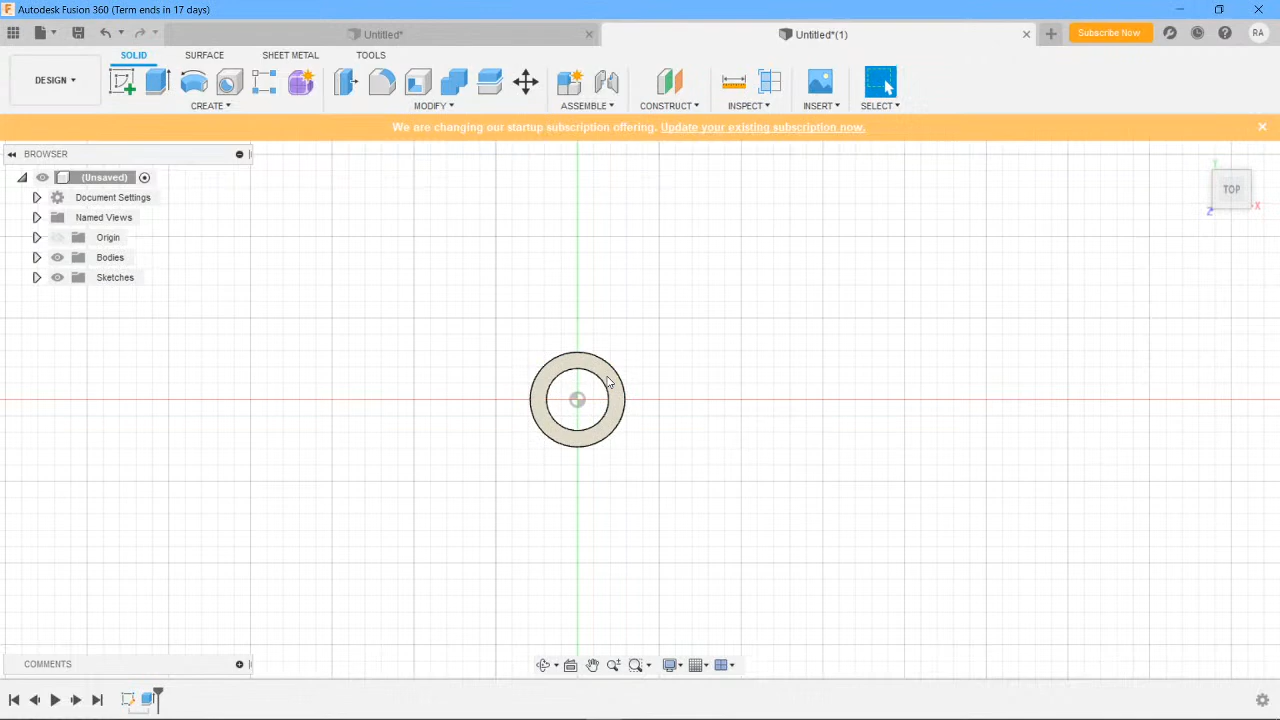 Autodesk Fusion 360 (Term ends in 17 days)
Untitled*
Untitled*(1)
Subscribe Now
RA
DESIGN
SOLID
SURFACE
SHEET METAL
TOOLS
CREATE
MODIFY
ASSEMBLE
CONSTRUCT
INSPECT
INSERT
SELECT
We are changing our startup subscription offering. Update your existing subscription now.
BROWSER
(Unsaved)
Document Settings
Named Views
Origin
Bodies
Sketches
Y
TOP
X
Z
COMMENTS